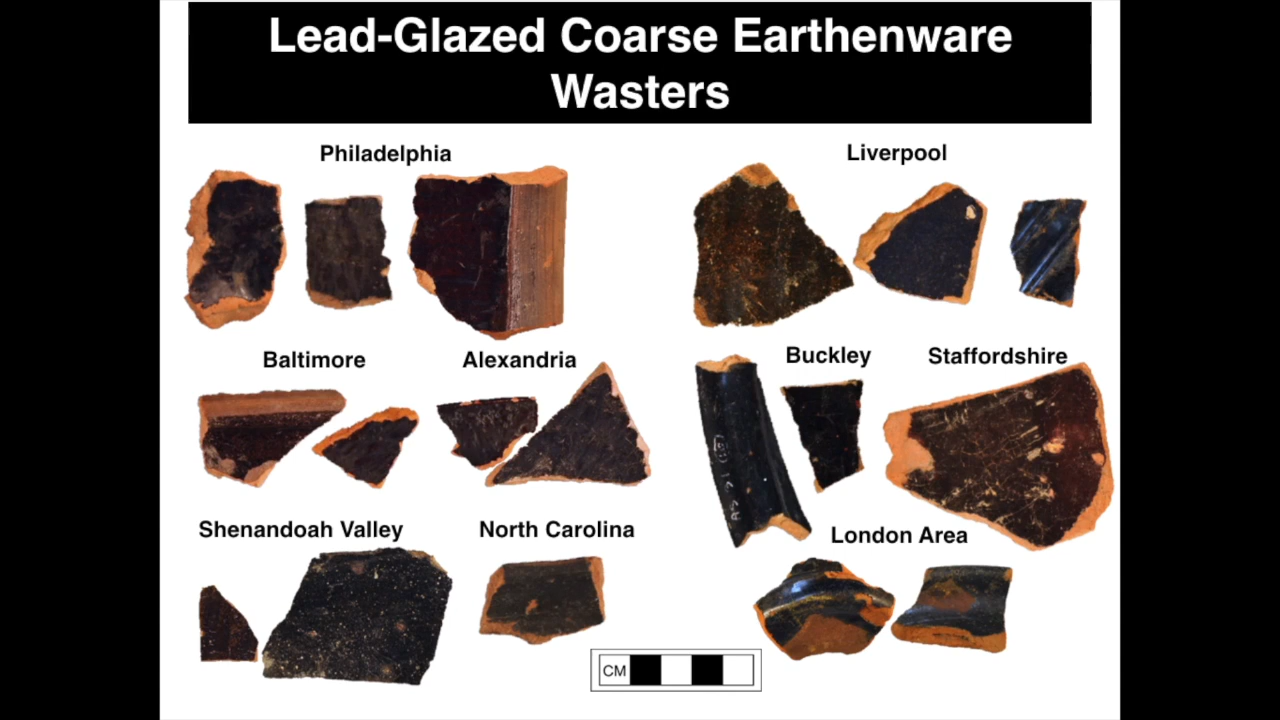 Lead-Glazed Coarse Earthenware
Wasters
Philadelphia
Liverpool
Baltimore
Alexandria
Buckley
Staffordshire
Shenandoah Valley
North Carolina
London Area
CM